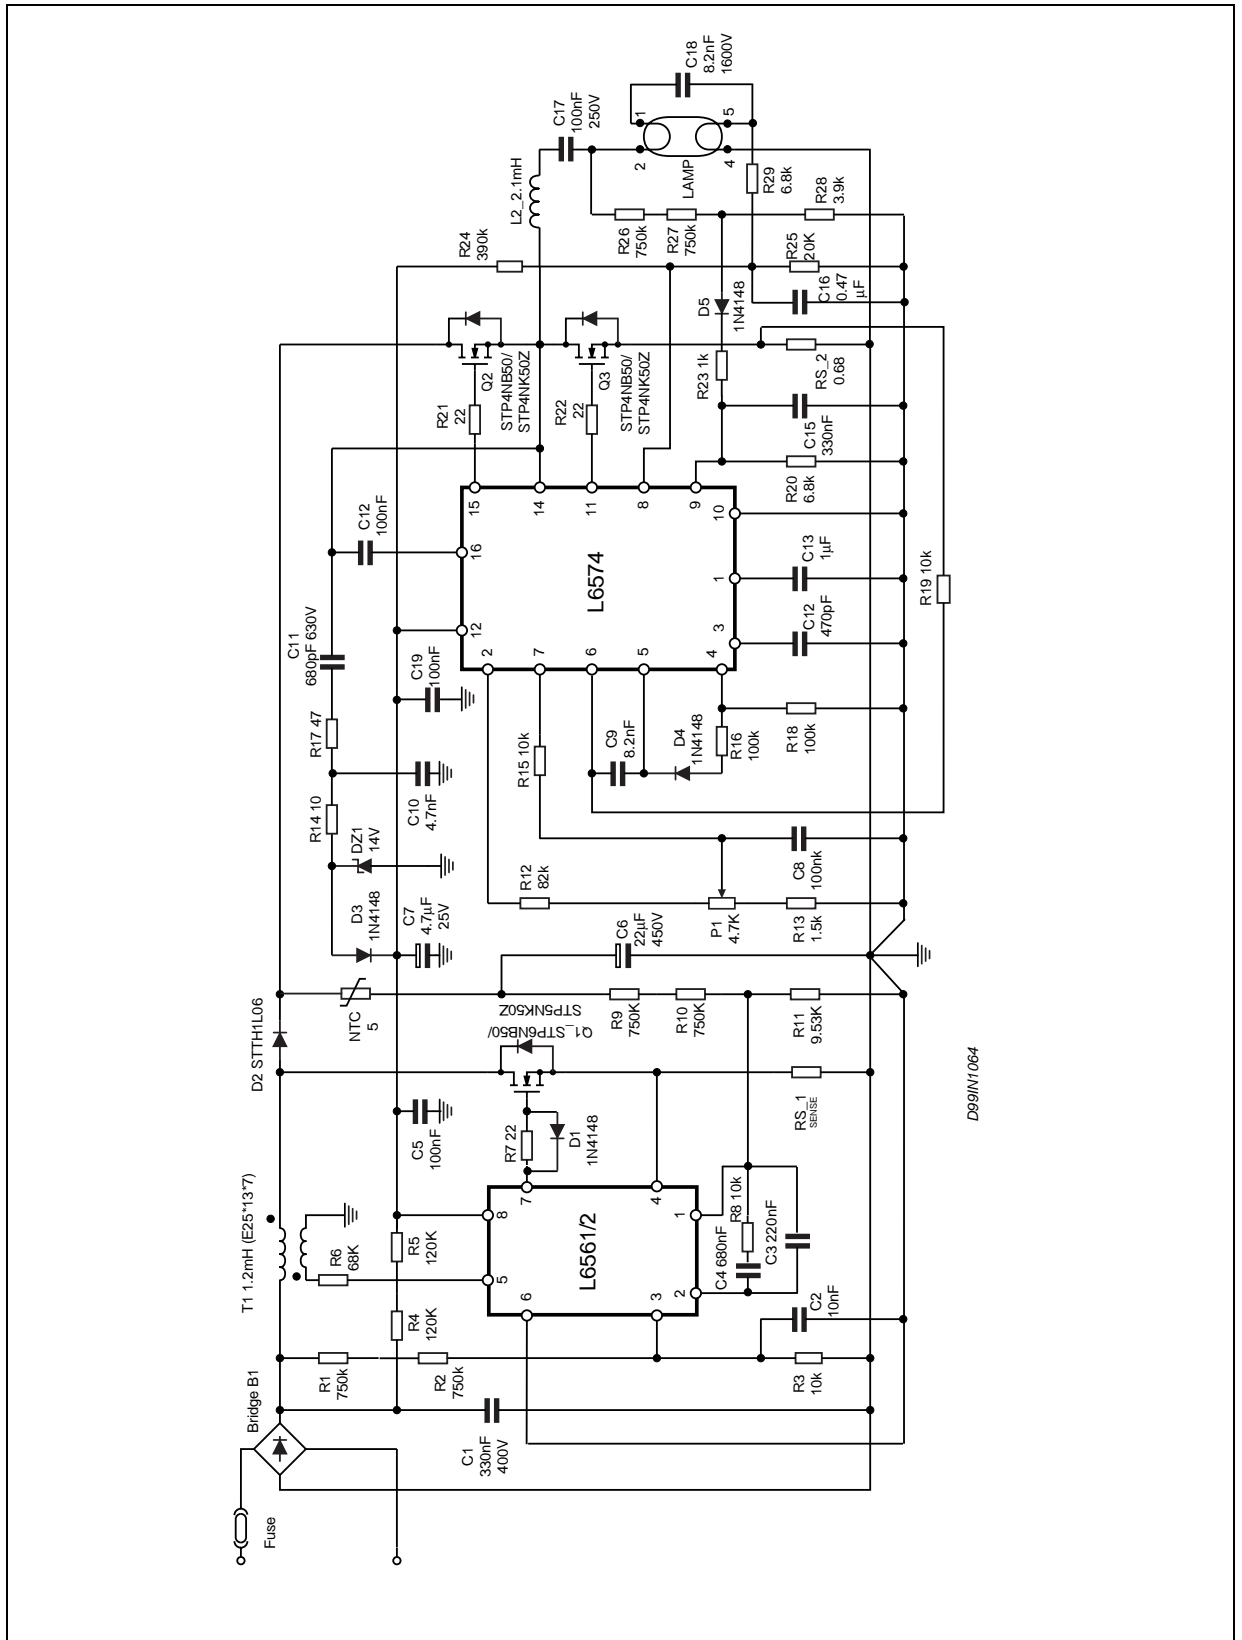 Fuse
Bridge B1
T1 1.2mH (E25*13*7)
D2 STTH1L06
R1
750k
R2
750k
C1
330nF
400V
R3
10k
C2
10nF
R4
120K
R5
120K
R6
68K
L6561/2
5
8
6
7
3
2
1
4
C4 680nF
R8 10k
C3 220nF
C5
100nF
R7 22
D1
1N4148
Q1_STP6NB50/
STP5NK50Z
RS_1
SENSE
NTC
5
R9
750K
R10
750K
R11
9.53K
C6
22µF
450V
D3
1N4148
C7
4.7µF
25V
DZ1
14V
R14 10
C10
4.7nF
R17 47
C11
680pF 630V
C19
100nF
C12
100nF
R12
82k
P1
4.7K
R13
1.5k
C8
100nk
R15 10k
C9
8.2nF
D4
1N4148
R16
100k
R18
100k
L6574
12
16
2
7
6
5
4
3
1
10
15
14
11
8
9
C12
470pF
C13
1µF
R19 10k
R20
6.8k
C15
330nF
R23 1k
D5
1N4148
R21
22
R22
22
Q2
STP4NB50/
STP4NK50Z
Q3
STP4NB50/
STP4NK50Z
RS_2
0.68
R24
390k
L2_2.1mH
C17
100nF
250V
R26
750k
R27
750k
C16
0.47
µF
R25
20K
R28
3.9k
R29
6.8k
LAMP
2
1
4
5
C18
8.2nF
1600V
D99IN1064